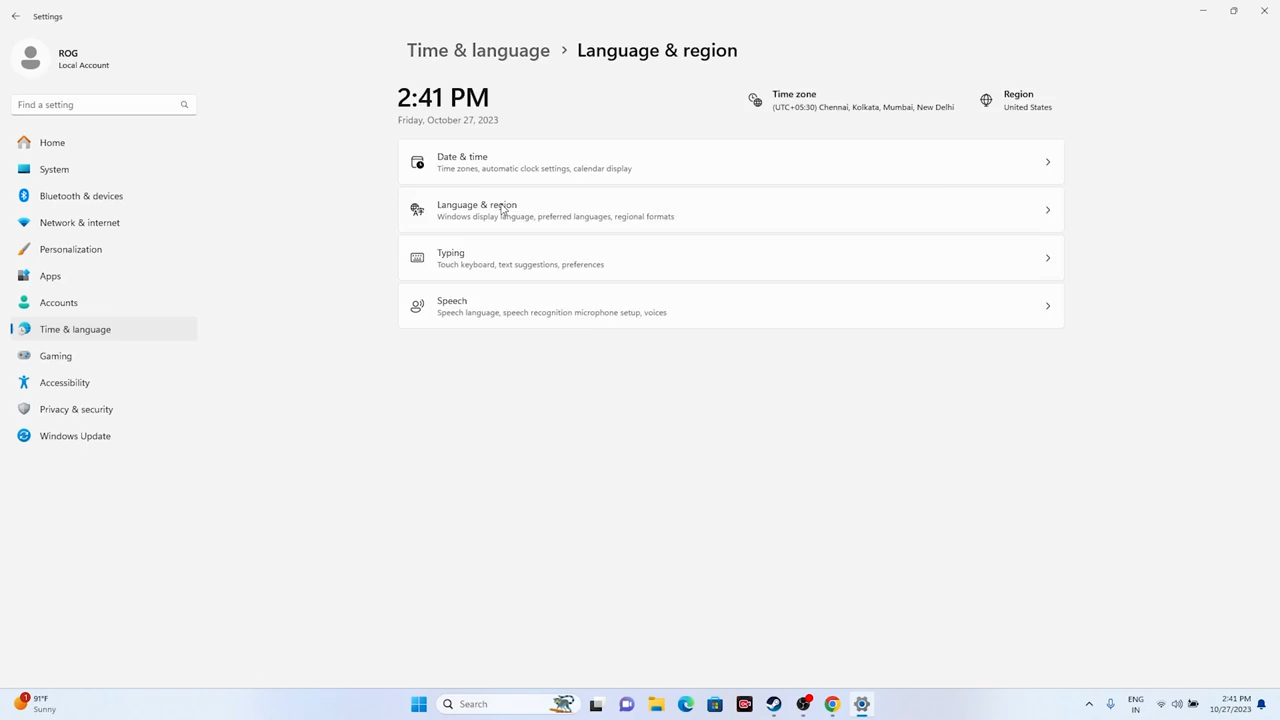 Settings
ROG
Local Account
Find a setting
Home
System
Bluetooth & devices
Network & internet
Personalization
Apps
Accounts
Time & language
Gaming
Accessibility
Privacy & security
Windows Update
Time & language > Language & region
2:41 PM
Friday, October 27, 2023
Time zone
(UTC+05:30) Chennai, Kolkata, Mumbai, New Delhi
Region
United States
Date & time
Time zones, automatic clock settings, calendar display
Language & region
Windows display language, preferred languages, regional formats
Typing
Touch keyboard, text suggestions, preferences
Speech
Speech language, speech recognition microphone setup, voices
1
91°F
Sunny
Search
ENG
IN
2:41 PM
10/27/2023